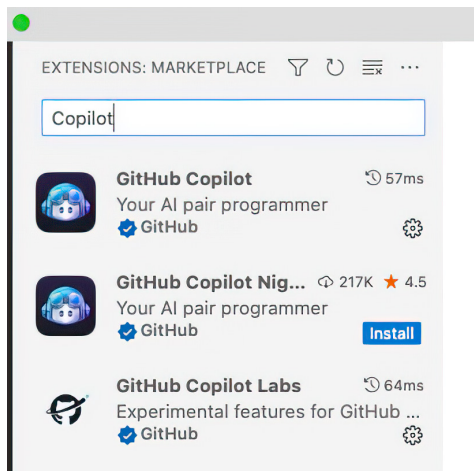 EXTENSIONS: MARKETPLACE
Copilot
GitHub Copilot 57ms
Your AI pair programmer
GitHub
GitHub Copilot Nig... 217K 4.5
Your AI pair programmer
GitHub Install
GitHub Copilot Labs 64ms
Experimental features for GitHub ...
GitHub